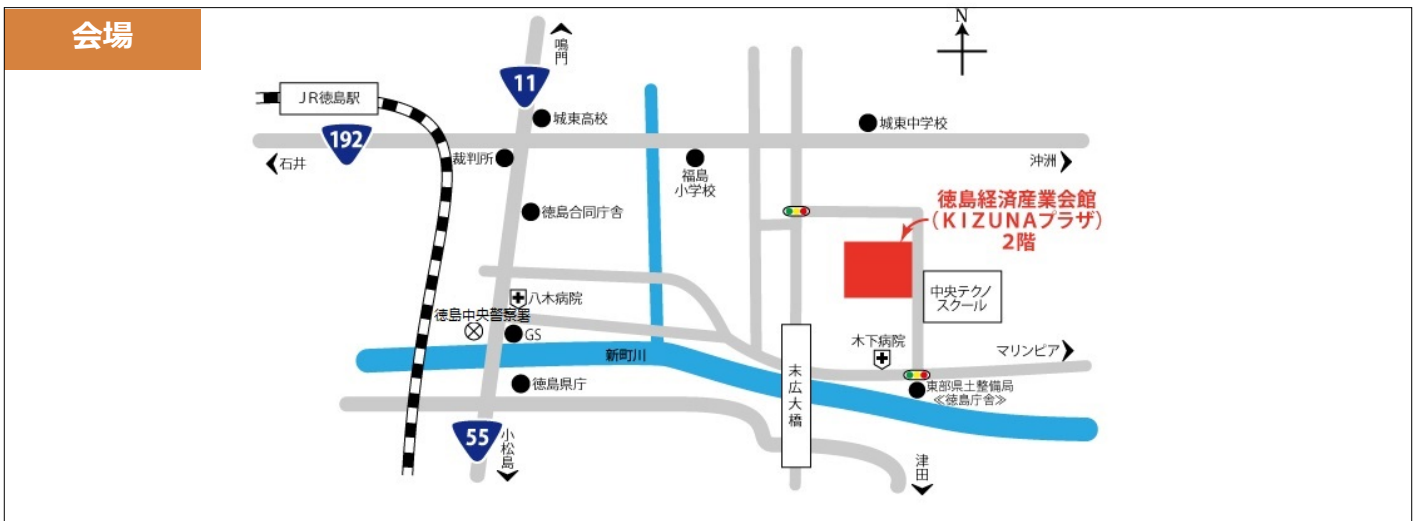 会場
N
鳴門
11
JR徳島駅
城東高校
城東中学校
192
石井
裁判所
福島
小学校
沖洲
徳島経済産業会館
(KIZUNAプラザ)
2階
徳島合同庁舎
中央テクノ
スクール
八木病院
徳島中央警察署
GS
新町川
木下病院
マリンピア
末広大橋
徳島県庁
東部県土整備局
≪徳島庁舎≫
55
小松島
津田